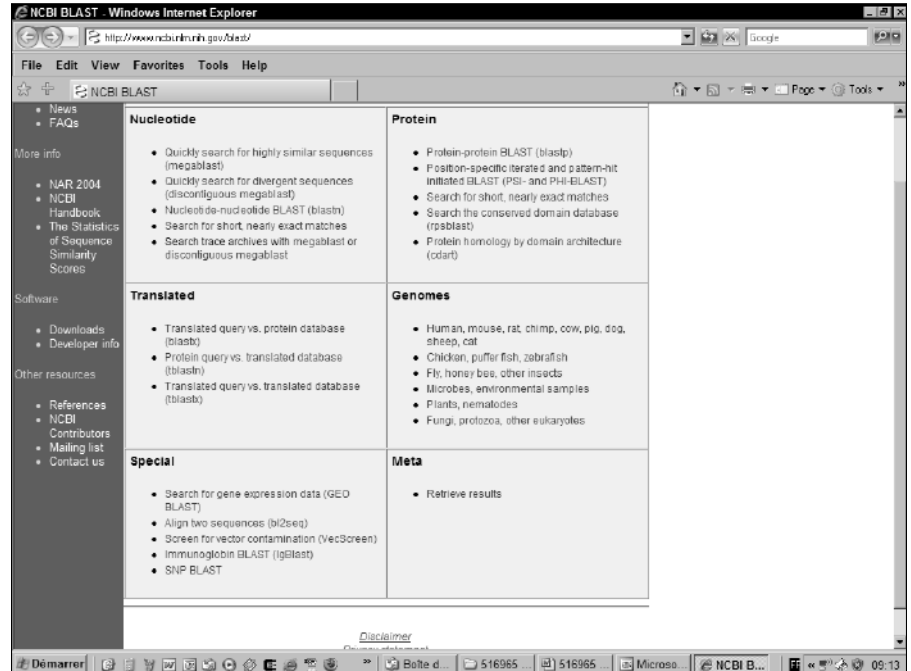 NCBI BLAST - Windows Internet Explorer
http://www.ncbi.nlm.nih.gov/blast/
Google
File Edit View Favorites Tools Help
NCBI BLAST
Page Tools
News
FAQs
More info
NAR 2004
NCBI
Handbook
The Statistics
of Sequence
Similarity
Scores
Software
Downloads
Developer info
Other resources
References
NCBI
Contributors
Mailing list
Contact us
Nucleotide
Quickly search for highly similar sequences
(megablast)
Quickly search for divergent sequences
(discontiguous megablast)
Nucleotide-nucleotide BLAST (blastn)
Search for short, nearly exact matches
Search trace archives with megablast or
discontiguous megablast
Protein
Protein-protein BLAST (blastp)
Position-specific iterated and pattern-hit
initiated BLAST (PSI- and PHI-BLAST)
Search for short, nearly exact matches
Search the conserved domain database
(rpsblast)
Protein homology by domain architecture
(cdart)
Translated
Translated query vs. protein database
(blastx)
Protein query vs. translated database
(tblastn)
Translated query vs. translated database
(tblastx)
Genomes
Human, mouse, rat, chimp, cow, pig, dog,
sheep, cat
Chicken, puffer fish, zebrafish
Fly, honey bee, other insects
Microbes, environmental samples
Plants, nematodes
Fungi, protozoa, other eukaryotes
Special
Search for gene expression data (GEO
BLAST)
Align two sequences (bl2seq)
Screen for vector contamination (VecScreen)
Immunoglobin BLAST (IgBlast)
SNP BLAST
Meta
Retrieve results
Disclaimer
Privacy statement
Démarrer
Boîte d...
516965 ...
516965 ...
Microso...
NCBI B...
09:13